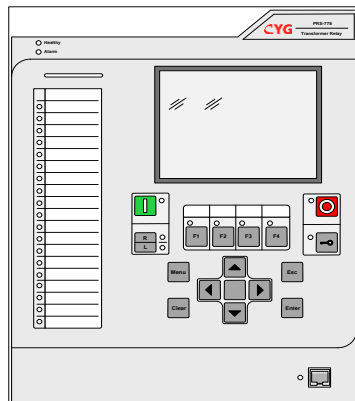 CYG
PRS-778
Transformer Relay
Healthy
Alarm
F1 F2 F3 F4
R
L
Menu
Esc
Clear
Enter